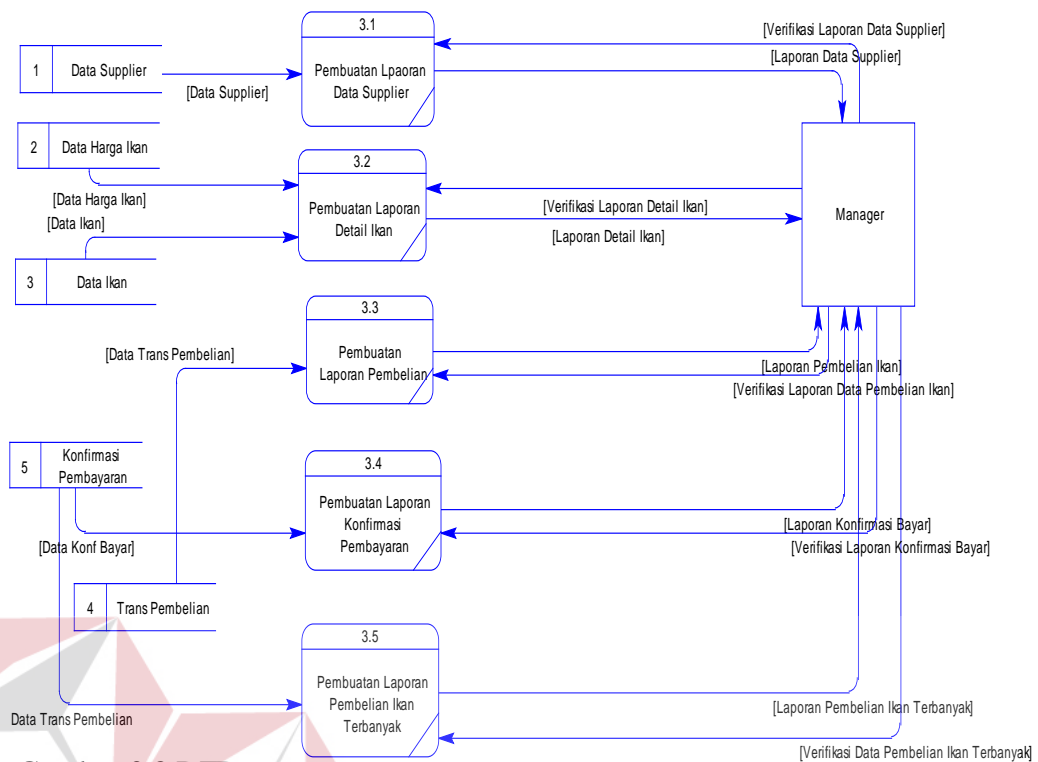 3.1
[Verifikasi Laporan Data Supplier]
[Laporan Data Supplier]
1
Data Supplier
Pembuatan Lpaoran
Data Supplier
[Data Supplier]
2
Data Harga Ikan
3.2
[Data Harga Ikan]
[Data Ikan]
Pembuatan Laporan
Detail Ikan
[Verifikasi Laporan Detail Ikan]
[Laporan Detail Ikan]
Manager
3
Data Ikan
3.3
[Data Trans Pembelian]
Pembuatan
Laporan Pembelian
[Laporan Pembelian Ikan]
[Verifikasi Laporan Data Pembelian Ikan]
5
Konfirmasi
Pembayaran
3.4
Pembuatan Laporan
Konfirmasi
Pembayaran
[Data Konf Bayar]
[Laporan Konfirmasi Bayar]
[Verifikasi Laporan Konfirmasi Bayar]
4
Trans Pembelian
3.5
Pembuatan Laporan
Pembelian Ikan
Terbanyak
Data Trans Pembelian
[Laporan Pembelian Ikan Terbanyak]
[Verifikasi Data Pembelian Ikan Terbanyak]